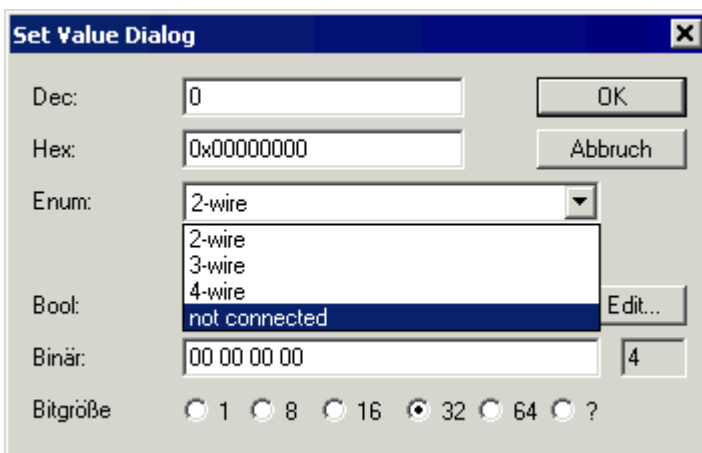 Set Value Dialog
Dec: 0 OK
Hex: 0x00000000 Abbruch
Enum: 2-wire
2-wire
3-wire
4-wire
Bool: not connected Edit...
Binär: 00 00 00 00 4
Bitgröße 1 8 16 32 64 ?